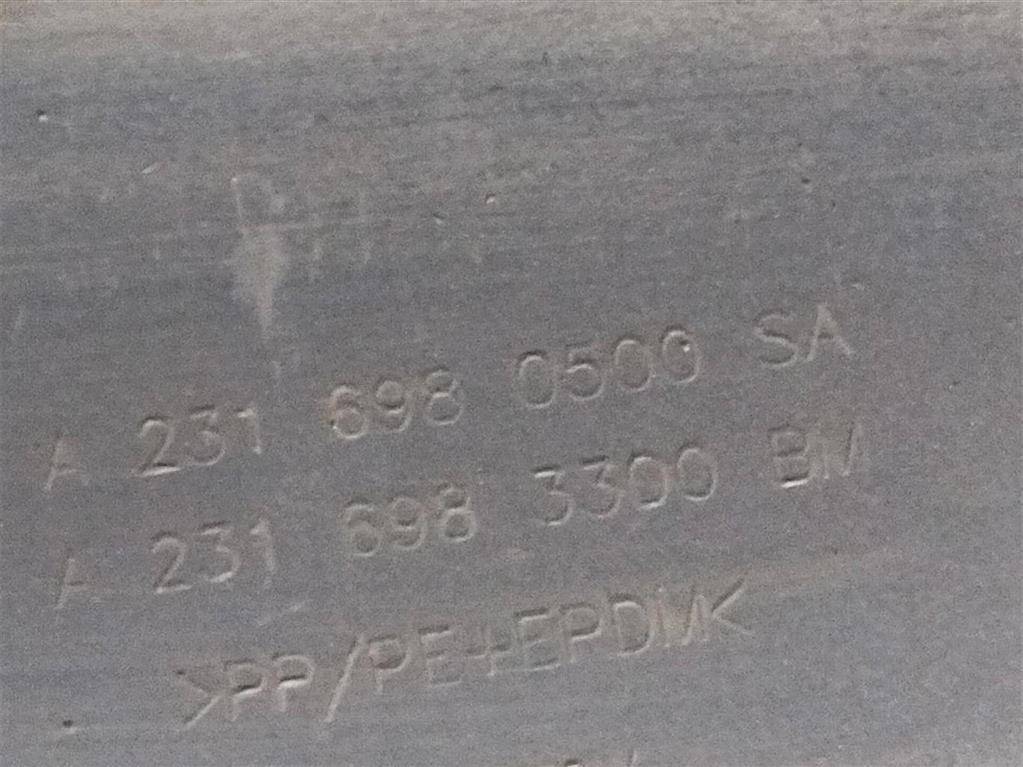 A 231 698 0500 SA
A 231 698 3300 BM
>PP/PE+EPDM<